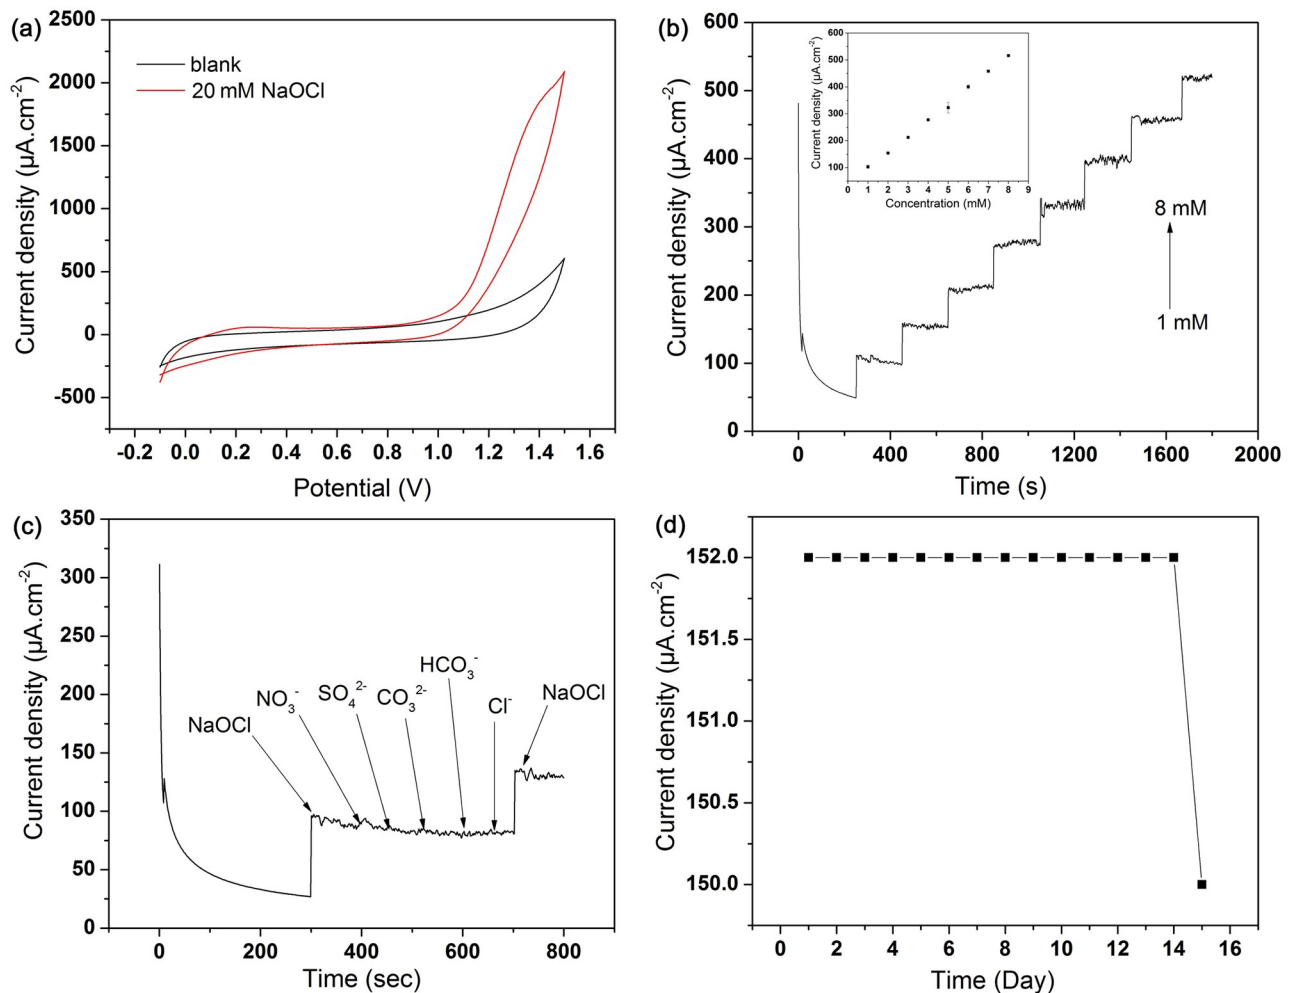 (a)
2500
2000
1500
1000
500
0
-500
Current density (µA.cm⁻²)
blank
20 mM NaOCl
-0.2 0.0 0.2 0.4 0.6 0.8 1.0 1.2 1.4 1.6
Potential (V)
(b)
600
500
400
300
200
100
0
Current density (µA.cm⁻²)
600
500
400
300
200
100
Current density (µA.cm⁻²)
0 1 2 3 4 5 6 7 8 9
Concentration (mM)
8 mM
1 mM
0 400 800 1200 1600 2000
Time (s)
(c)
350
300
250
200
150
100
50
0
Current density (µA.cm⁻²)
NaOCl
NO₃⁻
SO₄²⁻
CO₃²⁻
HCO₃⁻
Cl⁻
NaOCl
0 200 400 600 800
Time (sec)
(d)
152.0
151.5
151.0
150.5
150.0
Current density (µA.cm⁻²)
0 2 4 6 8 10 12 14 16
Time (Day)